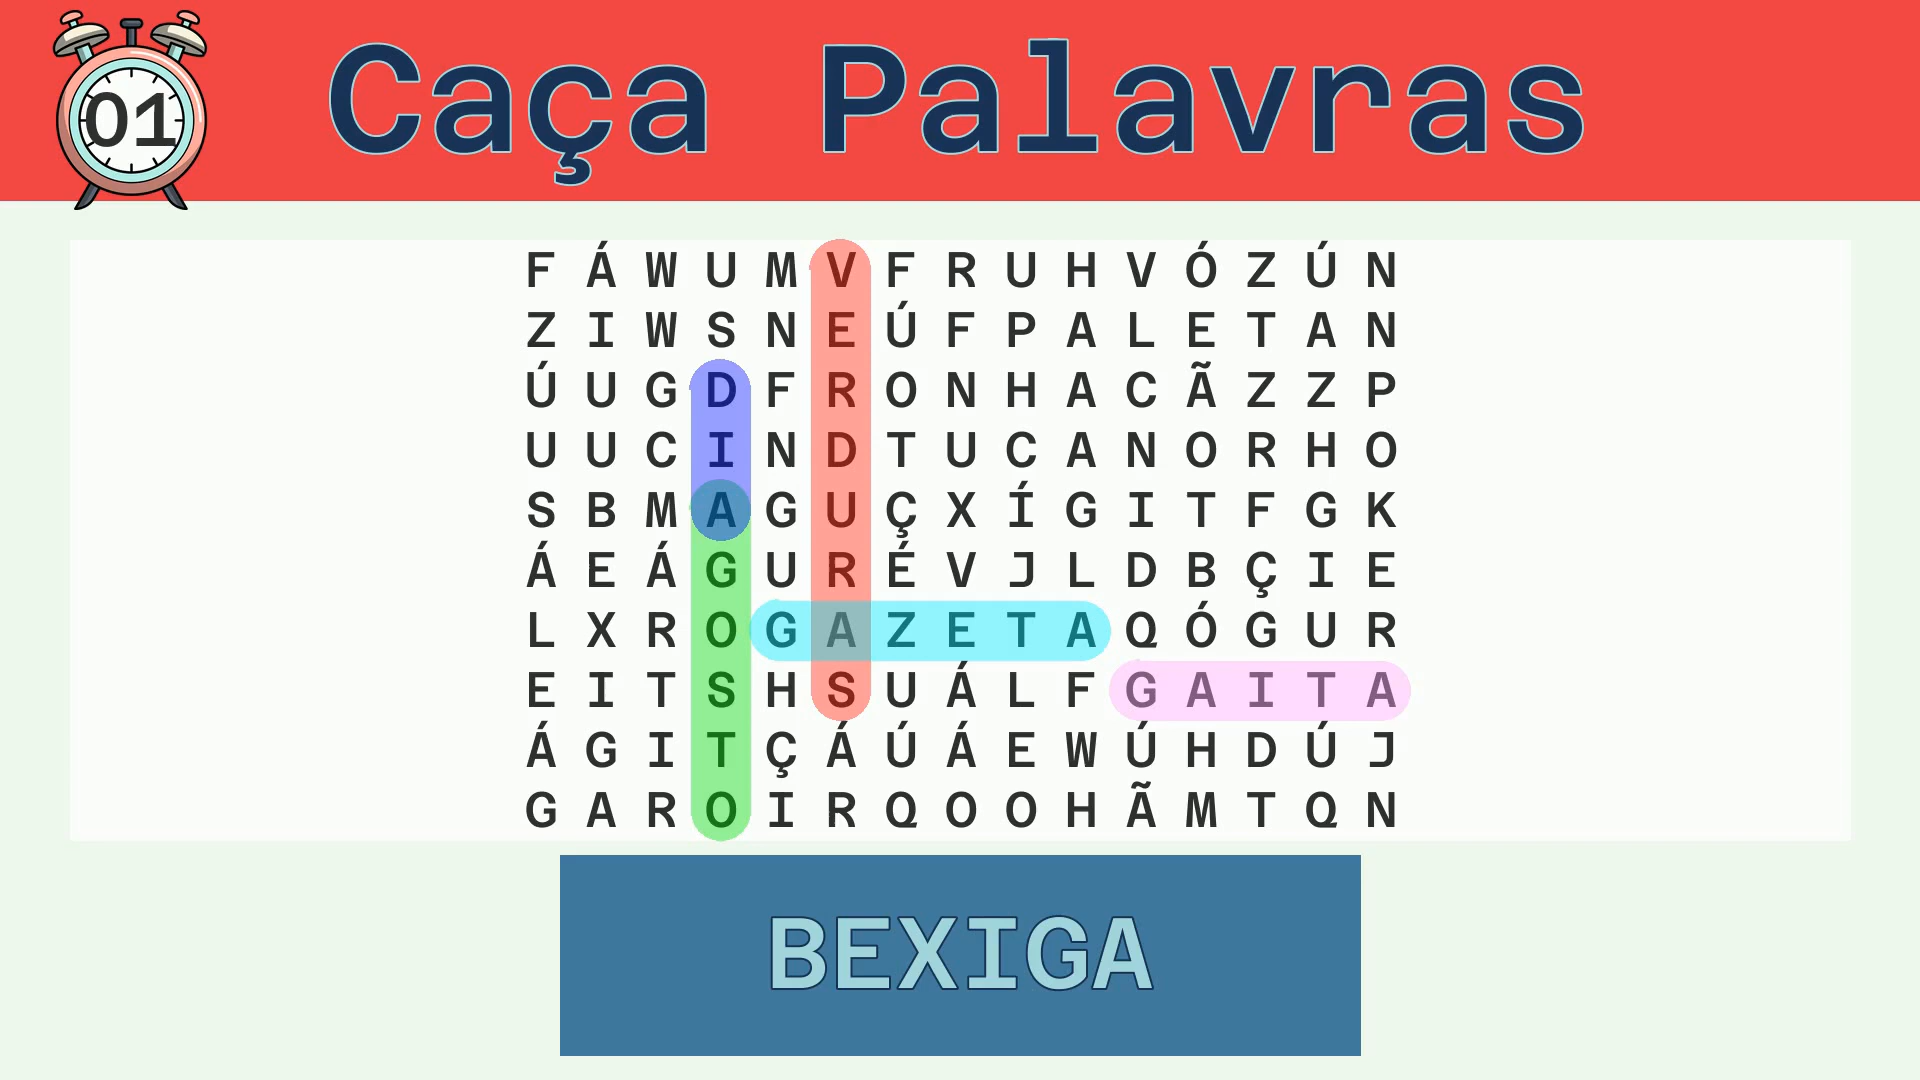 01
Caça Palavras
F Á W U M V F R U H V Ó Z Ú N
Z I W S N E Ú F P A L E T A N
Ú U G D F R O N H A C Ã Z Z P
U U C I N D T U C A N O R H O
S B M A G U Ç X Í G I T F G K
Á E Á G U R É V J L D B Ç I E
L X R O G A Z E T A Q Ó G U R
E I T S H S U Á L F G A I T A
Á G I T Ç Á Ú Á E W Ú H D Ú J
G A R O I R Q O O H Ã M T Q N
BEXIGA